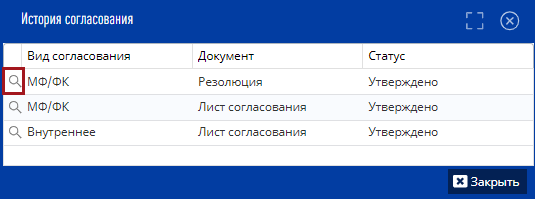 История согласования
Вид согласования Документ Статус
МФ/ФК Резолюция Утверждено
МФ/ФК Лист согласования Утверждено
Внутреннее Лист согласования Утверждено
Закрыть